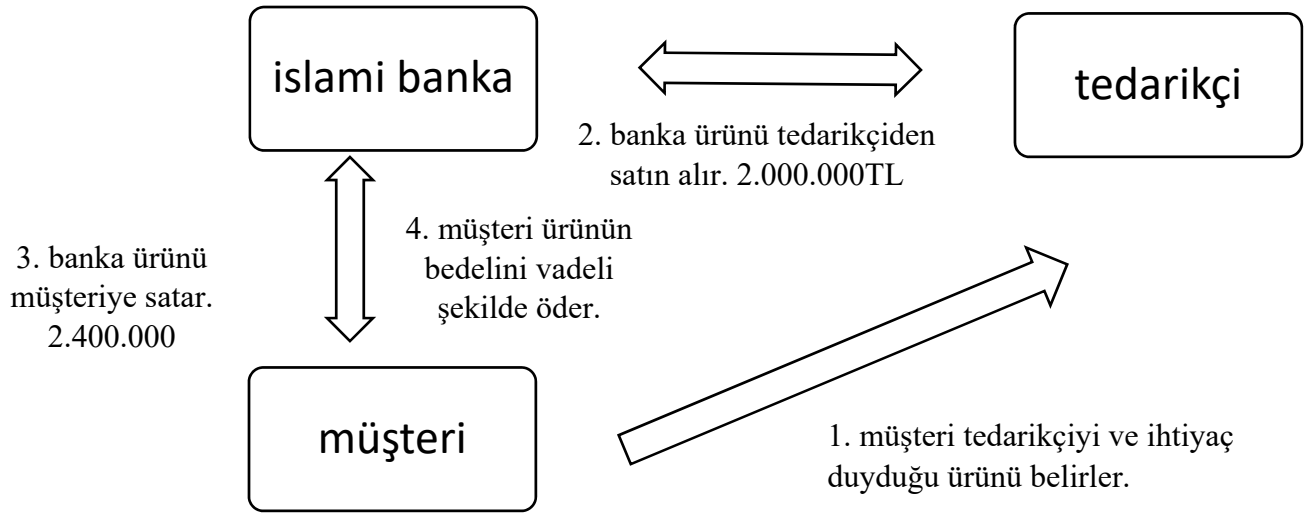 islami banka
tedarikçi
2. banka ürünü tedarikçiden
satın alır. 2.000.000TL
3. banka ürünü
müşteriye satar.
2.400.000
4. müşteri ürünün
bedelini vadeli
şekilde öder.
müşteri
1. müşteri tedarikçiyi ve ihtiyaç
duyduğu ürünü belirler.